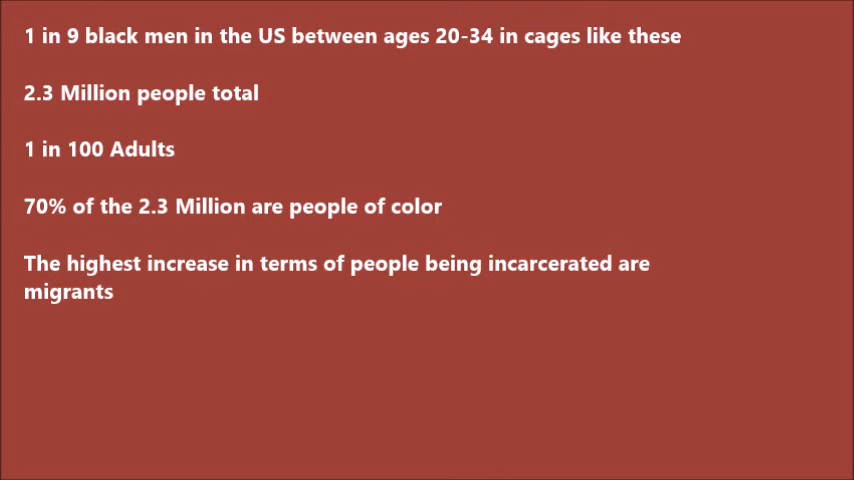 1 in 9 black men in the US between ages 20-34 in cages like these
2.3 Million people total
1 in 100 Adults
70% of the 2.3 Million are people of color
The highest increase in terms of people being incarcerated are
migrants